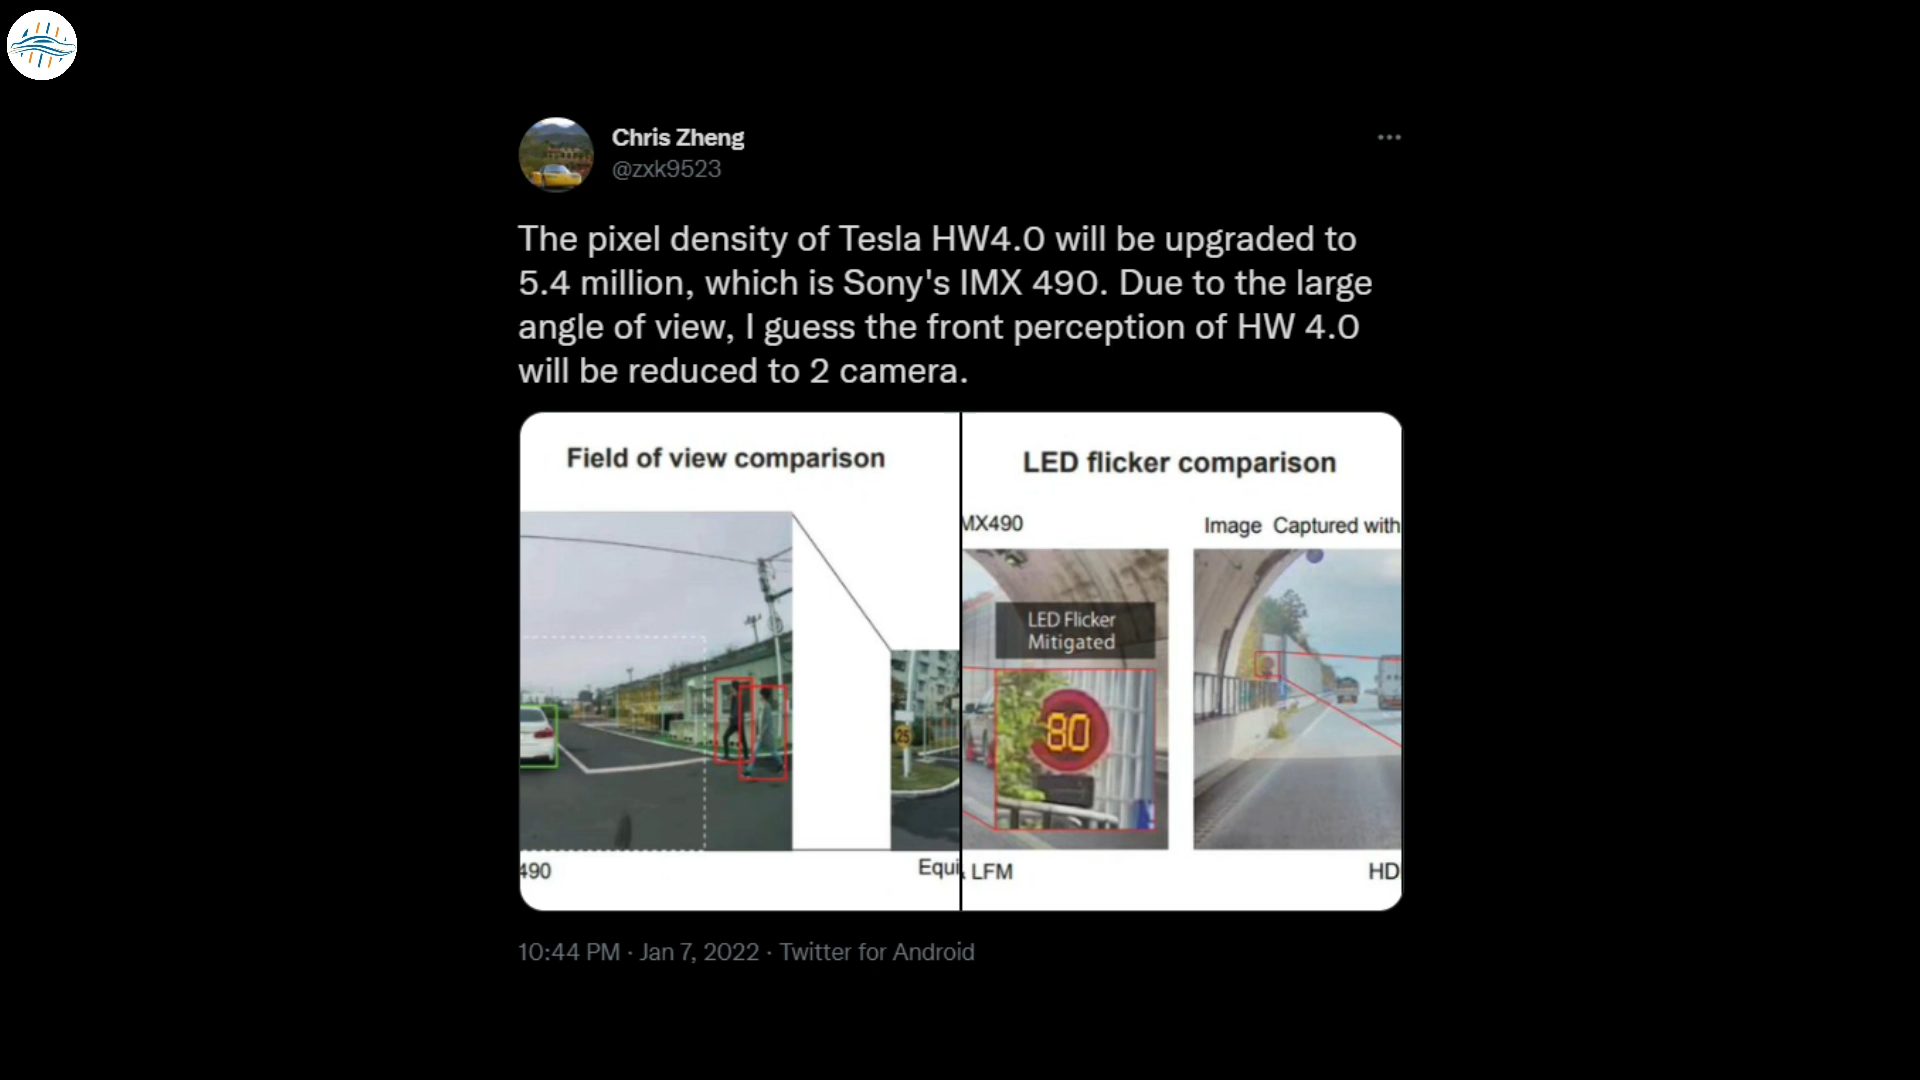 Chris Zheng
@zxk9523
The pixel density of Tesla HW4.0 will be upgraded to
5.4 million, which is Sony's IMX 490. Due to the large
angle of view, I guess the front perception of HW 4.0
will be reduced to 2 camera.
Field of view comparison
25
490
Equi
LED flicker comparison
MX490
Image Captured with
LED Flicker
Mitigated
80
LFM
HD
10:44 PM · Jan 7, 2022 · Twitter for Android